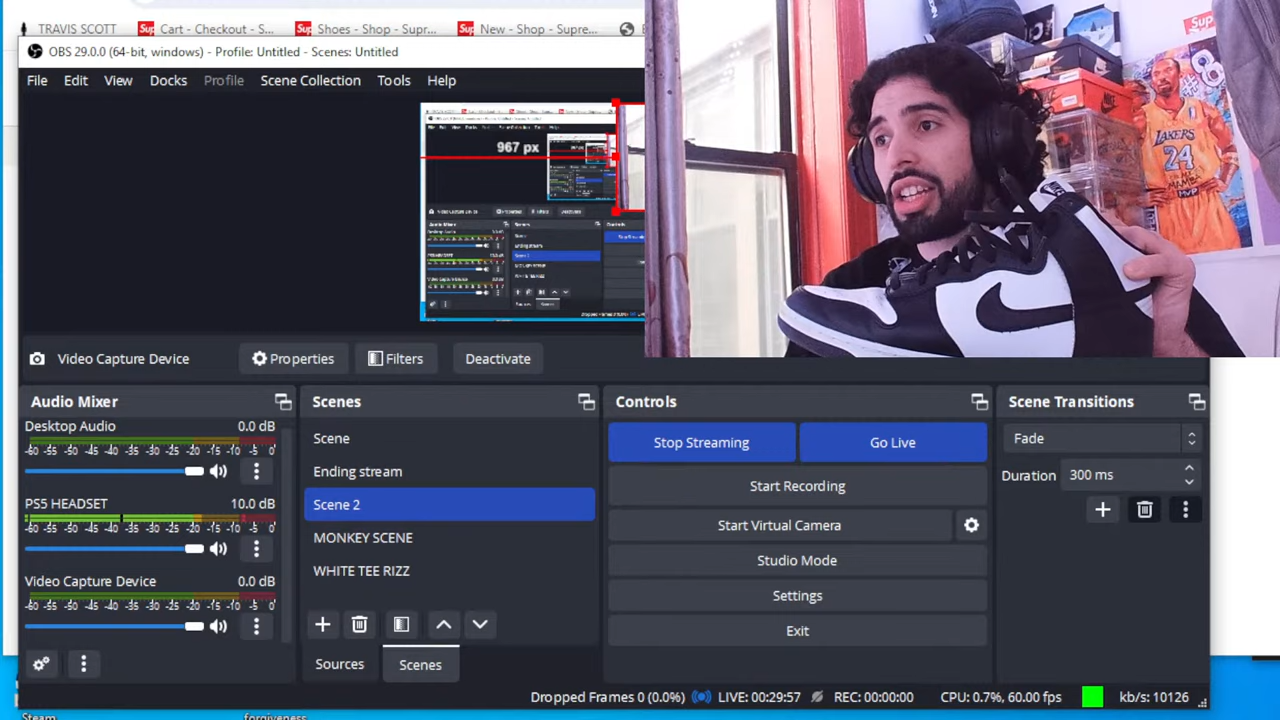 TRAVIS SCOTT
Sup Cart - Checkout - S...
Sup Shoes - Shop - Supr...
Sup New - Shop - Supre...
OBS 29.0.0 (64-bit, windows) - Profile: Untitled - Scenes: Untitled
File Edit View Docks Profile Scene Collection Tools Help
967 px
Sup
LAKERS
24
MVP
Video Capture Device
Properties
Filters
Deactivate
Audio Mixer
Desktop Audio 0.0 dB
-60 -55 -50 -45 -40 -35 -30 -25 -20 -15 -10 -5 0
PS5 HEADSET 10.0 dB
-60 -55 -50 -45 -40 -35 -30 -25 -20 -15 -10 -5 0
Video Capture Device 0.0 dB
-60 -55 -50 -45 -40 -35 -30 -25 -20 -15 -10 -5 0
Scenes
Scene
Ending stream
Scene 2
MONKEY SCENE
WHITE TEE RIZZ
Sources
Scenes
Controls
Stop Streaming
Go Live
Start Recording
Start Virtual Camera
Studio Mode
Settings
Exit
Scene Transitions
Fade
Duration 300 ms
Dropped Frames 0 (0.0%) LIVE: 00:29:57 REC: 00:00:00 CPU: 0.7%, 60.00 fps kb/s: 10126
Steam
forgiveness